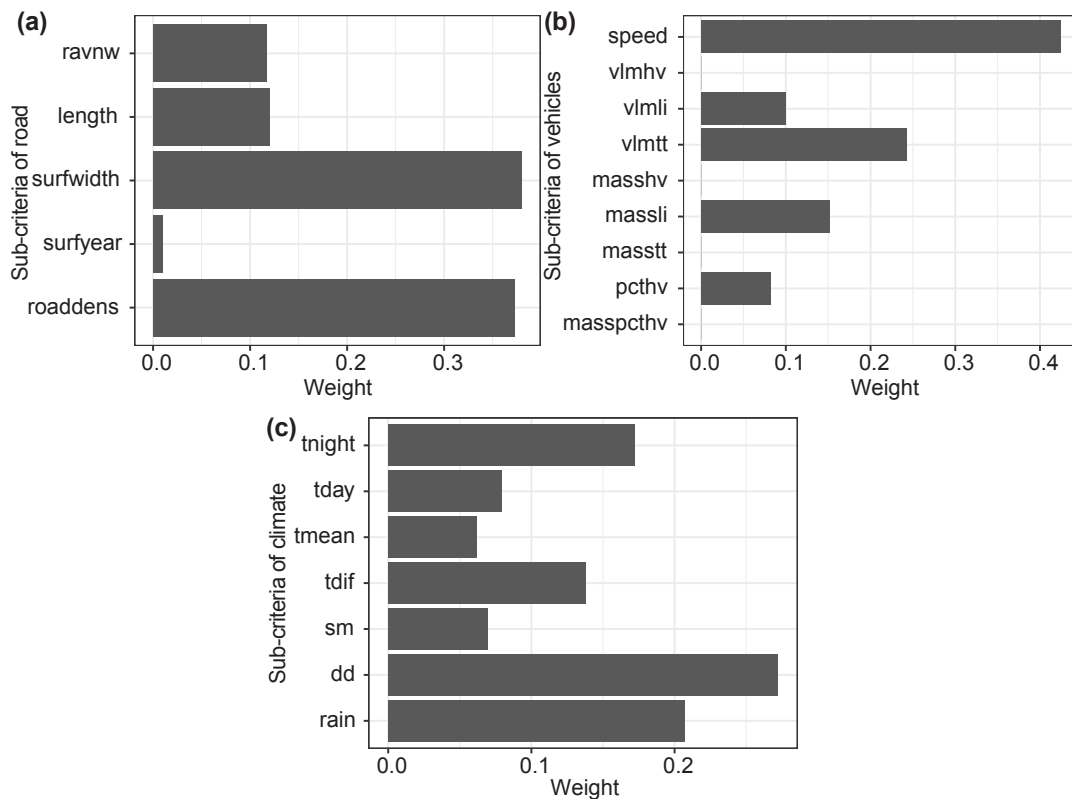 (a)
Sub-criteria of road
ravnw
length
surfwidth
surfyear
roaddens
0.0 0.1 0.2 0.3
Weight
(b)
Sub-criteria of vehicles
speed
vlmhv
vlmli
vlmtt
masshv
massli
masstt
pcthv
masspcthv
0.0 0.1 0.2 0.3 0.4
Weight
(c)
Sub-criteria of climate
tnight
tday
tmean
tdif
sm
dd
rain
0.0 0.1 0.2
Weight